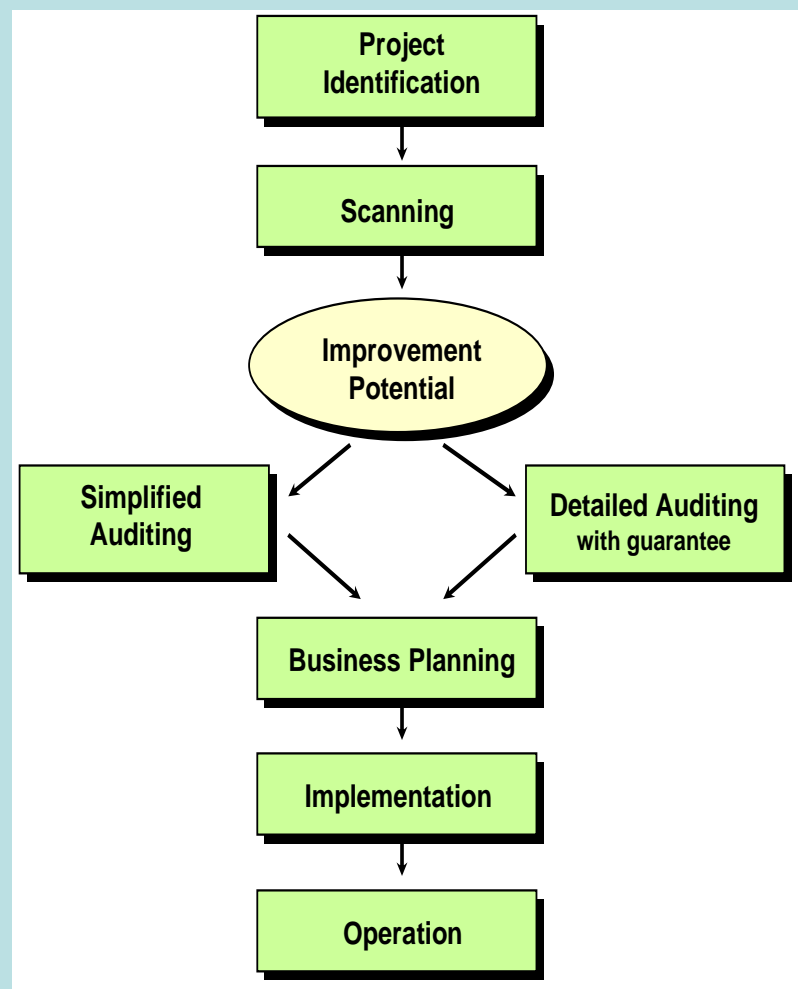 Project
Identification
Scanning
Improvement
Potential
Simplified
Auditing
Detailed Auditing
with guarantee
Business Planning
Implementation
Operation